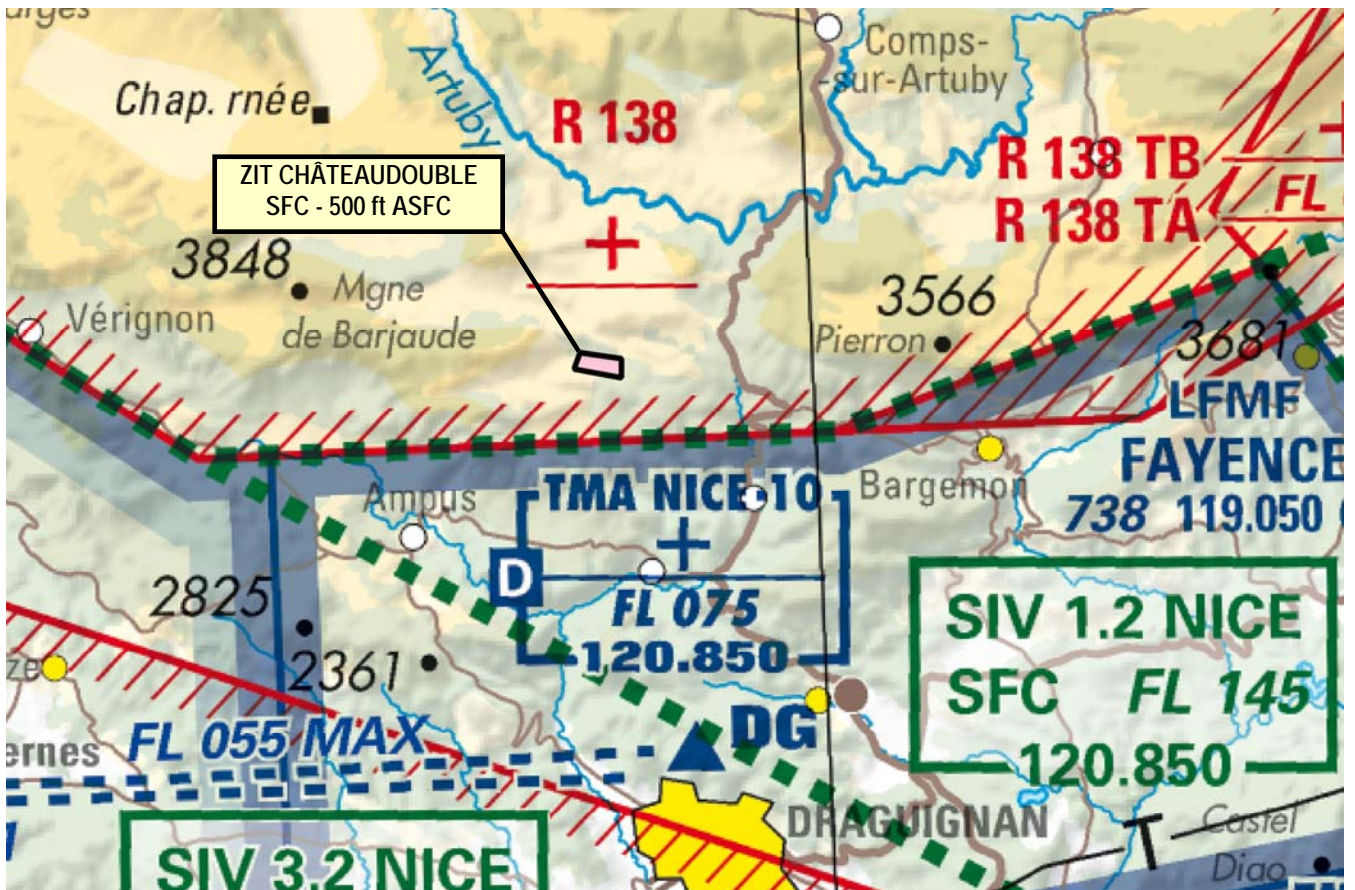 Comps-
-sur-Artuby
Artuby
Chap. rnée
R 138
R 138 TB
R 138 TA
FL
ZIT CHÂTEAUDOUBLE
SFC - 500 ft ASFC
3848
Mgne
de Barjaude
Vérignon
3566
Pierron
3681
LFMF
FAYENCE
738 119.050
Ampus
TMA NICE 10
Bargemon
D
FL 075
120.850
2825
2361
SIV 1.2 NICE
SFC FL 145
120.850
ernes
FL 055 MAX
DG
DRAGUIGNAN
T
Castel
Diao
SIV 3.2 NICE